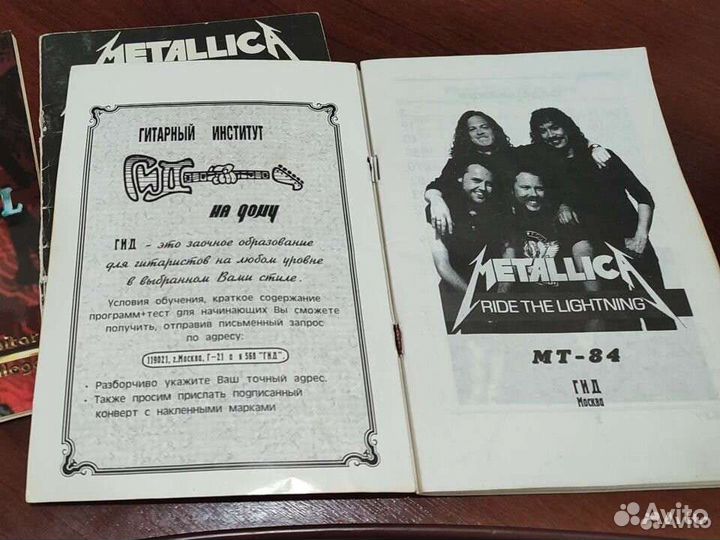 METALLICA
ГИТАРНЫЙ ИНСТИТУТ
ГИД
НА ДОМУ
ГИД - это заочное образование
для гитаристов на любом уровне
в выбранном Вами стиле.
Условия обучения, краткое содержание
программ+тест для начинающих Вы сможете
получить, отправив письменный запрос
по адресу:
119021, г.Москва, Г-21 а я 568 "ГИД".
• Разборчиво укажите Ваш точный адрес.
• Также просим прислать подписанный
конверт с наклеенными марками
METALLICA
RIDE THE LIGHTNING
МТ-84
ГИД
Москва
L
Avito
Avito